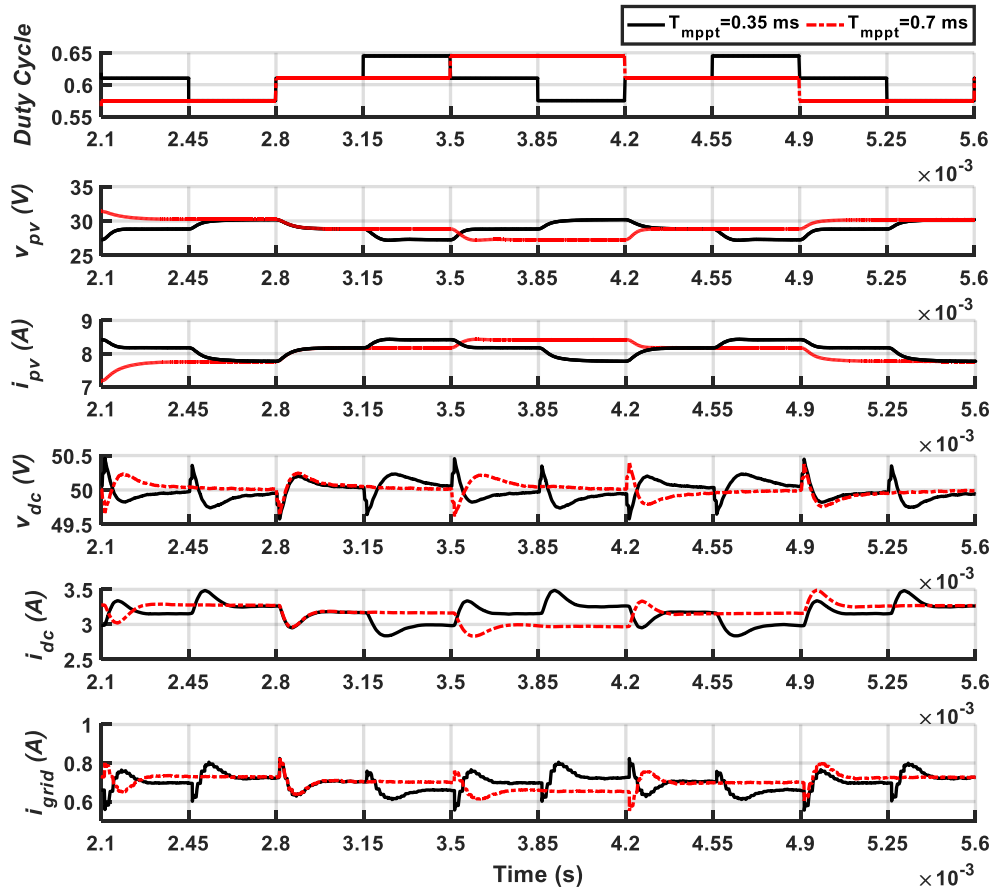 T_mppt=0.35 ms T_mppt=0.7 ms
Duty Cycle
0.65
0.6
0.55
2.1 2.45 2.8 3.15 3.5 3.85 4.2 4.55 4.9 5.25 5.6
×10^-3
v_pv (V)
35
30
25
2.1 2.45 2.8 3.15 3.5 3.85 4.2 4.55 4.9 5.25 5.6
×10^-3
i_pv (A)
9
8
7
2.1 2.45 2.8 3.15 3.5 3.85 4.2 4.55 4.9 5.25 5.6
×10^-3
v_dc (V)
50.5
50
49.5
2.1 2.45 2.8 3.15 3.5 3.85 4.2 4.55 4.9 5.25 5.6
×10^-3
i_dc (A)
3.5
3
2.5
2.1 2.45 2.8 3.15 3.5 3.85 4.2 4.55 4.9 5.25 5.6
×10^-3
i_grid (A)
1
0.8
0.6
2.1 2.45 2.8 3.15 3.5 3.85 4.2 4.55 4.9 5.25 5.6
Time (s)
×10^-3